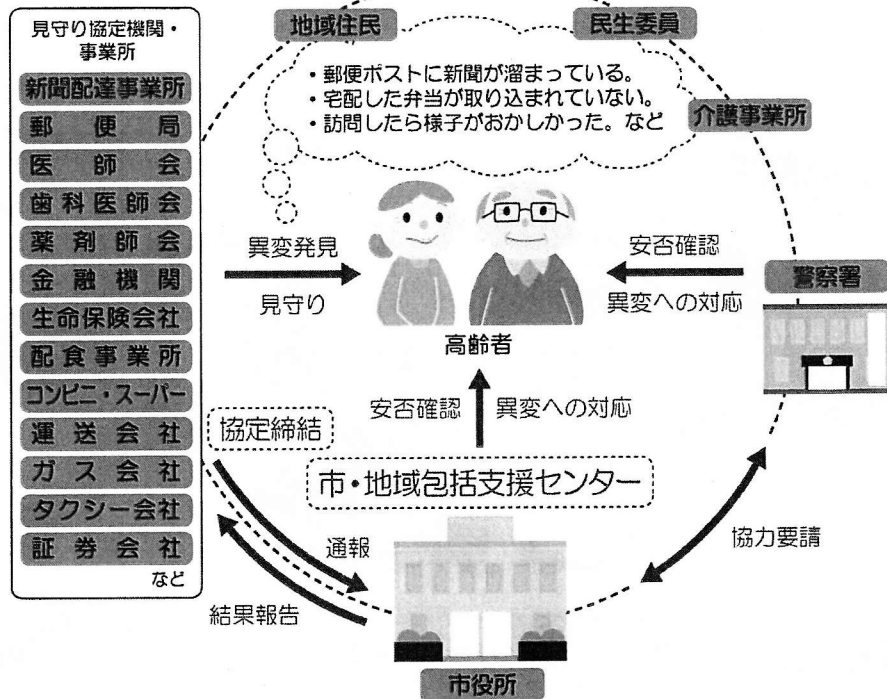 見守り協定機関・
事業所
新聞配達事業所
郵便局
医師会
歯科医師会
薬剤師会
金融機関
生命保険会社
配食事業所
コンビニ・スーパー
運送会社
ガス会社
タクシー会社
証券会社
など
地域住民
民生委員
・郵便ポストに新聞が溜まっている。
・宅配した弁当が取り込まれていない。
・訪問したら様子がおかしかった。など
介護事業所
異変発見
見守り
安否確認
異変への対応
警察署
高齢者
安否確認
異変への対応
協定締結
市・地域包括支援センター
通報
協力要請
結果報告
市役所